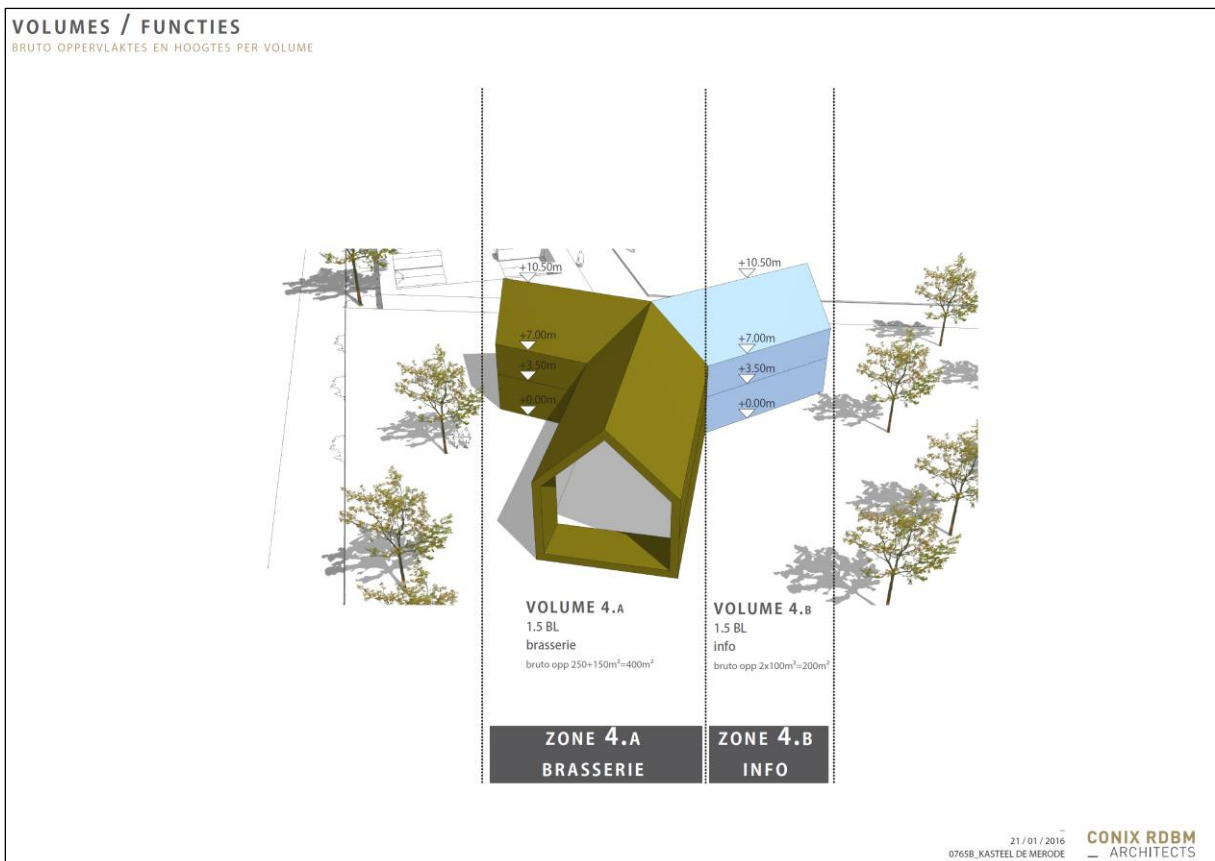 VOLUMES / FUNCTIES
BRUTO OPPERVLAKTES EN HOOGTES PER VOLUME
+10.50m
+7.00m
+3.50m
+0.00m
+10.50m
+7.00m
+3.50m
+0.00m
VOLUME 4.A
1.5 BL
brasserie
bruto opp 250+150m²=400m²
VOLUME 4.B
1.5 BL
info
bruto opp 2x100m²=200m²
ZONE 4.A
BRASSERIE
ZONE 4.B
INFO
21 / 01 / 2016
0765B_KASTEEL DE MERODE
CONIX RDBM
_ ARCHITECTS